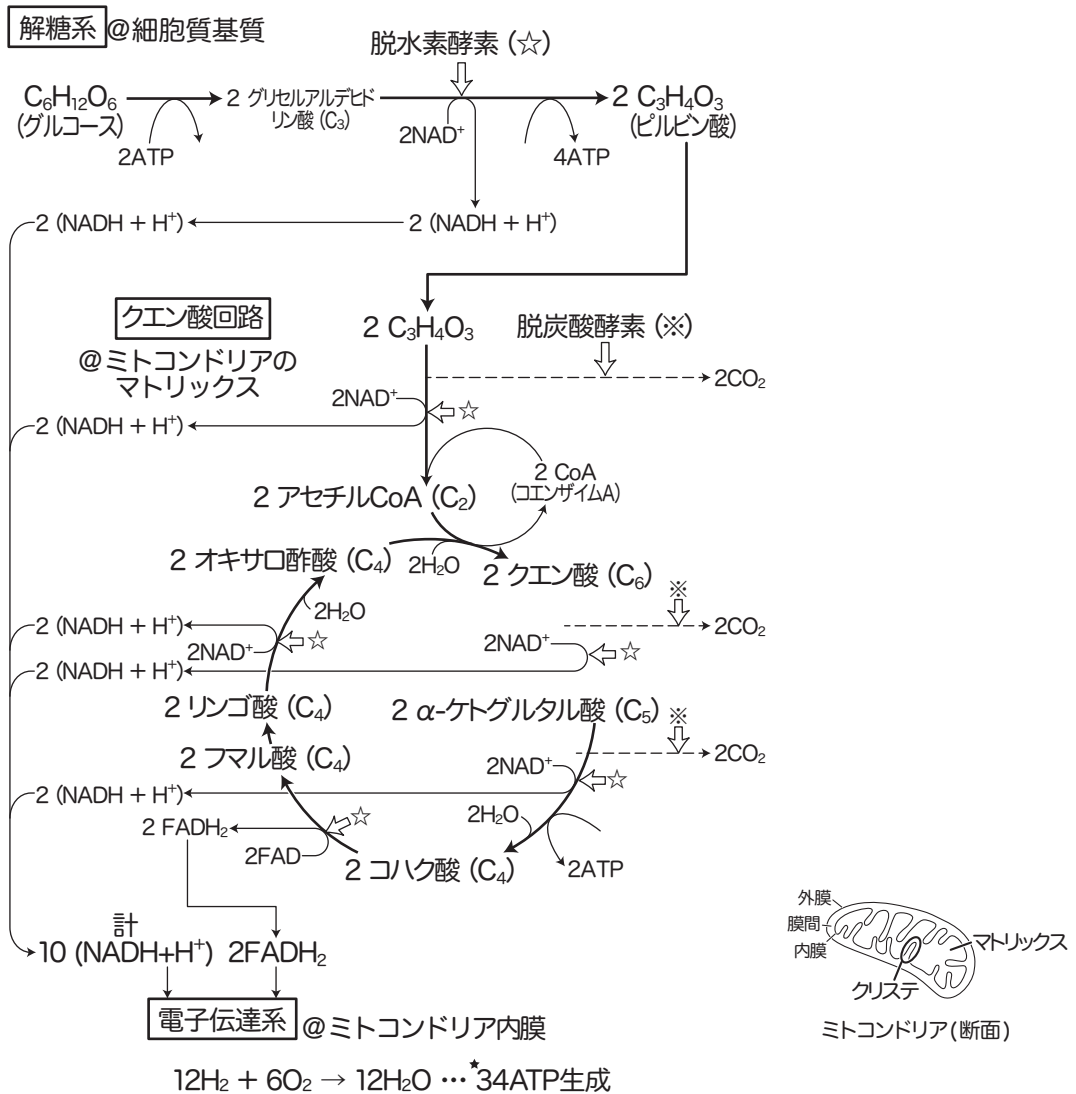 解糖系 @細胞質基質
脱水素酵素 (☆)
C₆H₁₂O₆
(グルコース)
2 グリセルアルデヒド
リン酸 (C₃)
2 C₃H₄O₃
(ピルビン酸)
2ATP
2NAD⁺
4ATP
2 (NADH + H⁺)
2 (NADH + H⁺)
クエン酸回路
@ミトコンドリアの
マトリックス
2 C₃H₄O₃
脱炭酸酵素 (※)
2CO₂
2NAD⁺
☆
2 (NADH + H⁺)
2 CoA
(コエンザイムA)
2 アセチルCoA (C₂)
2 オキサロ酢酸 (C₄)
2H₂O
2 クエン酸 (C₆)
※
2H₂O
2 (NADH + H⁺)
2NAD⁺
☆
2NAD⁺
☆
2CO₂
2 (NADH + H⁺)
2 リンゴ酸 (C₄)
2 α-ケトグルタル酸 (C₅)
※
2 フマル酸 (C₄)
2CO₂
2NAD⁺
☆
2 (NADH + H⁺)
2 FADH₂
☆
2H₂O
2FAD
2 コハク酸 (C₄)
2ATP
計
10 (NADH+H⁺) 2FADH₂
電子伝達系 @ミトコンドリア内膜
12H₂ + 6O₂ → 12H₂O … ★34ATP生成
外膜
膜間
内膜
マトリックス
クリステ
ミトコンドリア(断面)